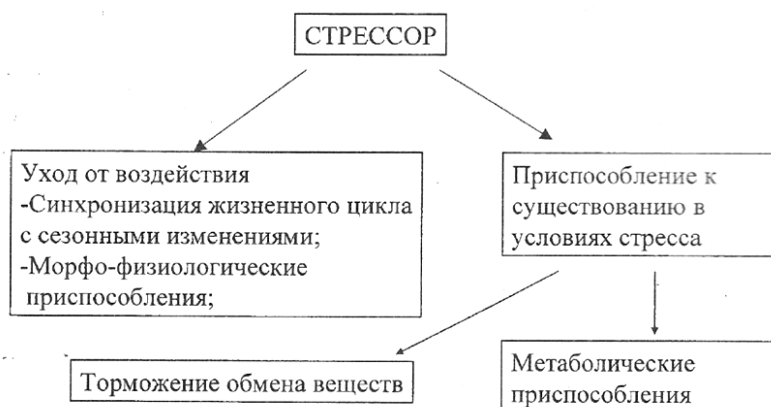 СТРЕССОР
Уход от воздействия
-Синхронизация жизненного цикла
с сезонными изменениями;
-Морфо-физиологические
приспособления;
Приспособление к
существованию в
условиях стресса
Торможение обмена веществ
Метаболические
приспособления